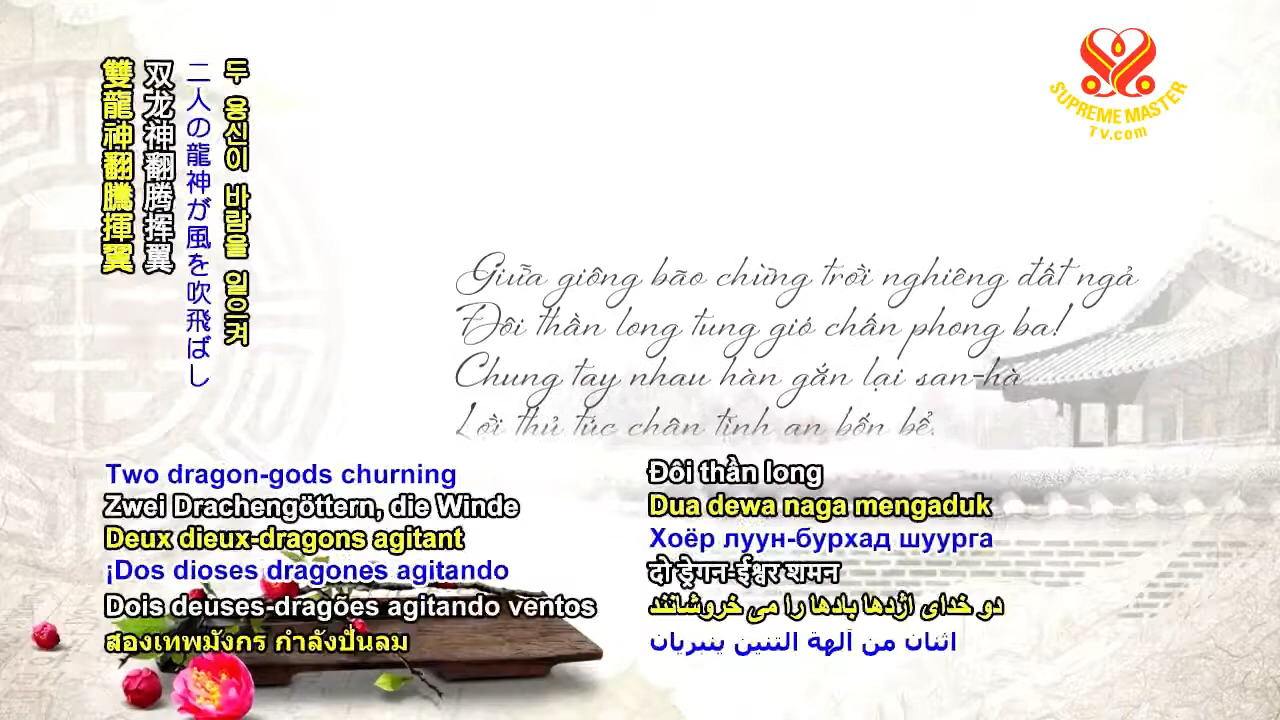 雙龍神翻騰揮翼
双龙神翻腾挥翼
二人の龍神が風を吹飛ばし
두 용신이 바람을 일으켜
SUPREME MASTER
TV.com
Giữa giông bão chừng trời nghiêng đất ngả
Đôi thần long tung gió chấn phong ba!
Chung tay nhau hàn gắn lại san-hà
Lời thủ túc chân tình an bốn bể.
Two dragon-gods churning
Zwei Drachengöttern, die Winde
Deux dieux-dragons agitant
¡Dos dioses dragones agitando
Dois deuses-dragões agitando ventos
สองเทพมังกร กำลังปั่นลม
Đôi thần long
Dua dewa naga mengaduk
Хоёр луун-бурхад шуурга
दो ड्रैगन-ईश्वर शमन
دو خدای اژدها بادها را می خروشانند
اثنان من آلهة التنين ينبريان